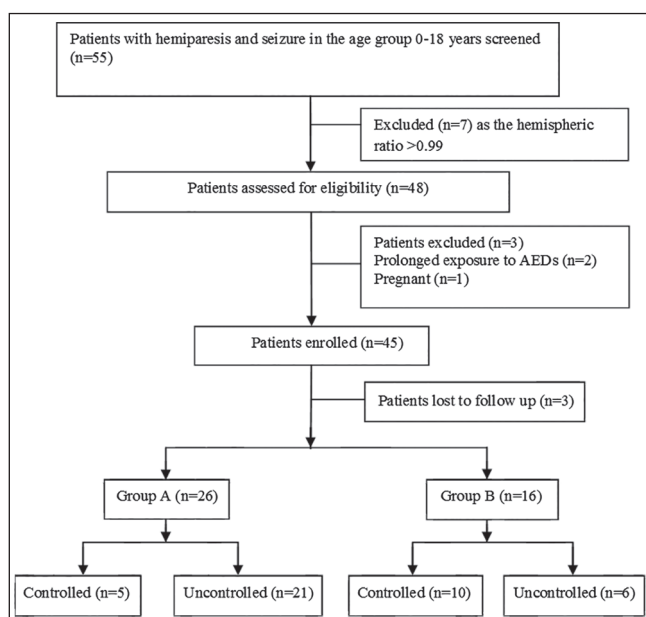 Patients with hemiparesis and seizure in the age group 0-18 years screened
(n=55)
Excluded (n=7) as the hemispheric
ratio >0.99
Patients assessed for eligibility (n=48)
Patients excluded (n=3)
Prolonged exposure to AEDs (n=2)
Pregnant (n=1)
Patients enrolled (n=45)
Patients lost to follow up (n=3)
Group A (n=26)
Group B (n=16)
Controlled (n=5)
Uncontrolled (n=21)
Controlled (n=10)
Uncontrolled (n=6)